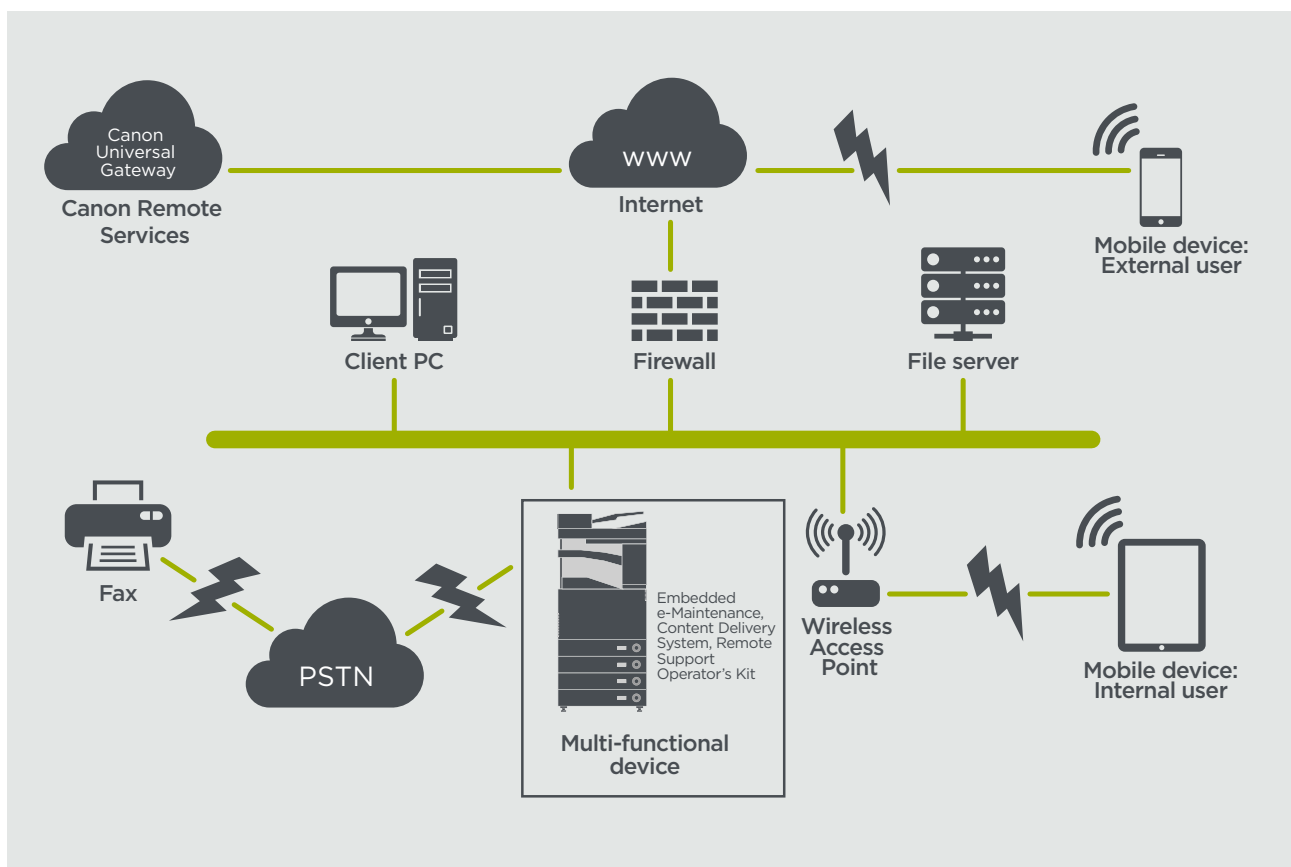 Canon
Universal
Gateway
Canon Remote
Services
www
Internet
Mobile device:
External user
Client PC
Firewall
File server
Fax
PSTN
Embedded
e-Maintenance,
Content Delivery
System, Remote
Support
Operator's Kit
Multi-functional
device
Wireless
Access
Point
Mobile device:
Internal user